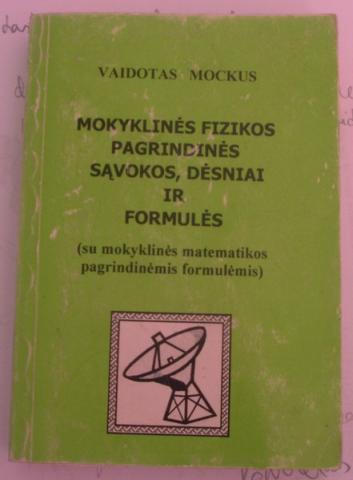 VAIDOTAS MOCKUS
MOKYKLINĖS FIZIKOS
PAGRINDINĖS
SĄVOKOS, DĖSNIAI
IR
FORMULĖS
(su mokyklinės matematikos
pagrindinėmis formulėmis)